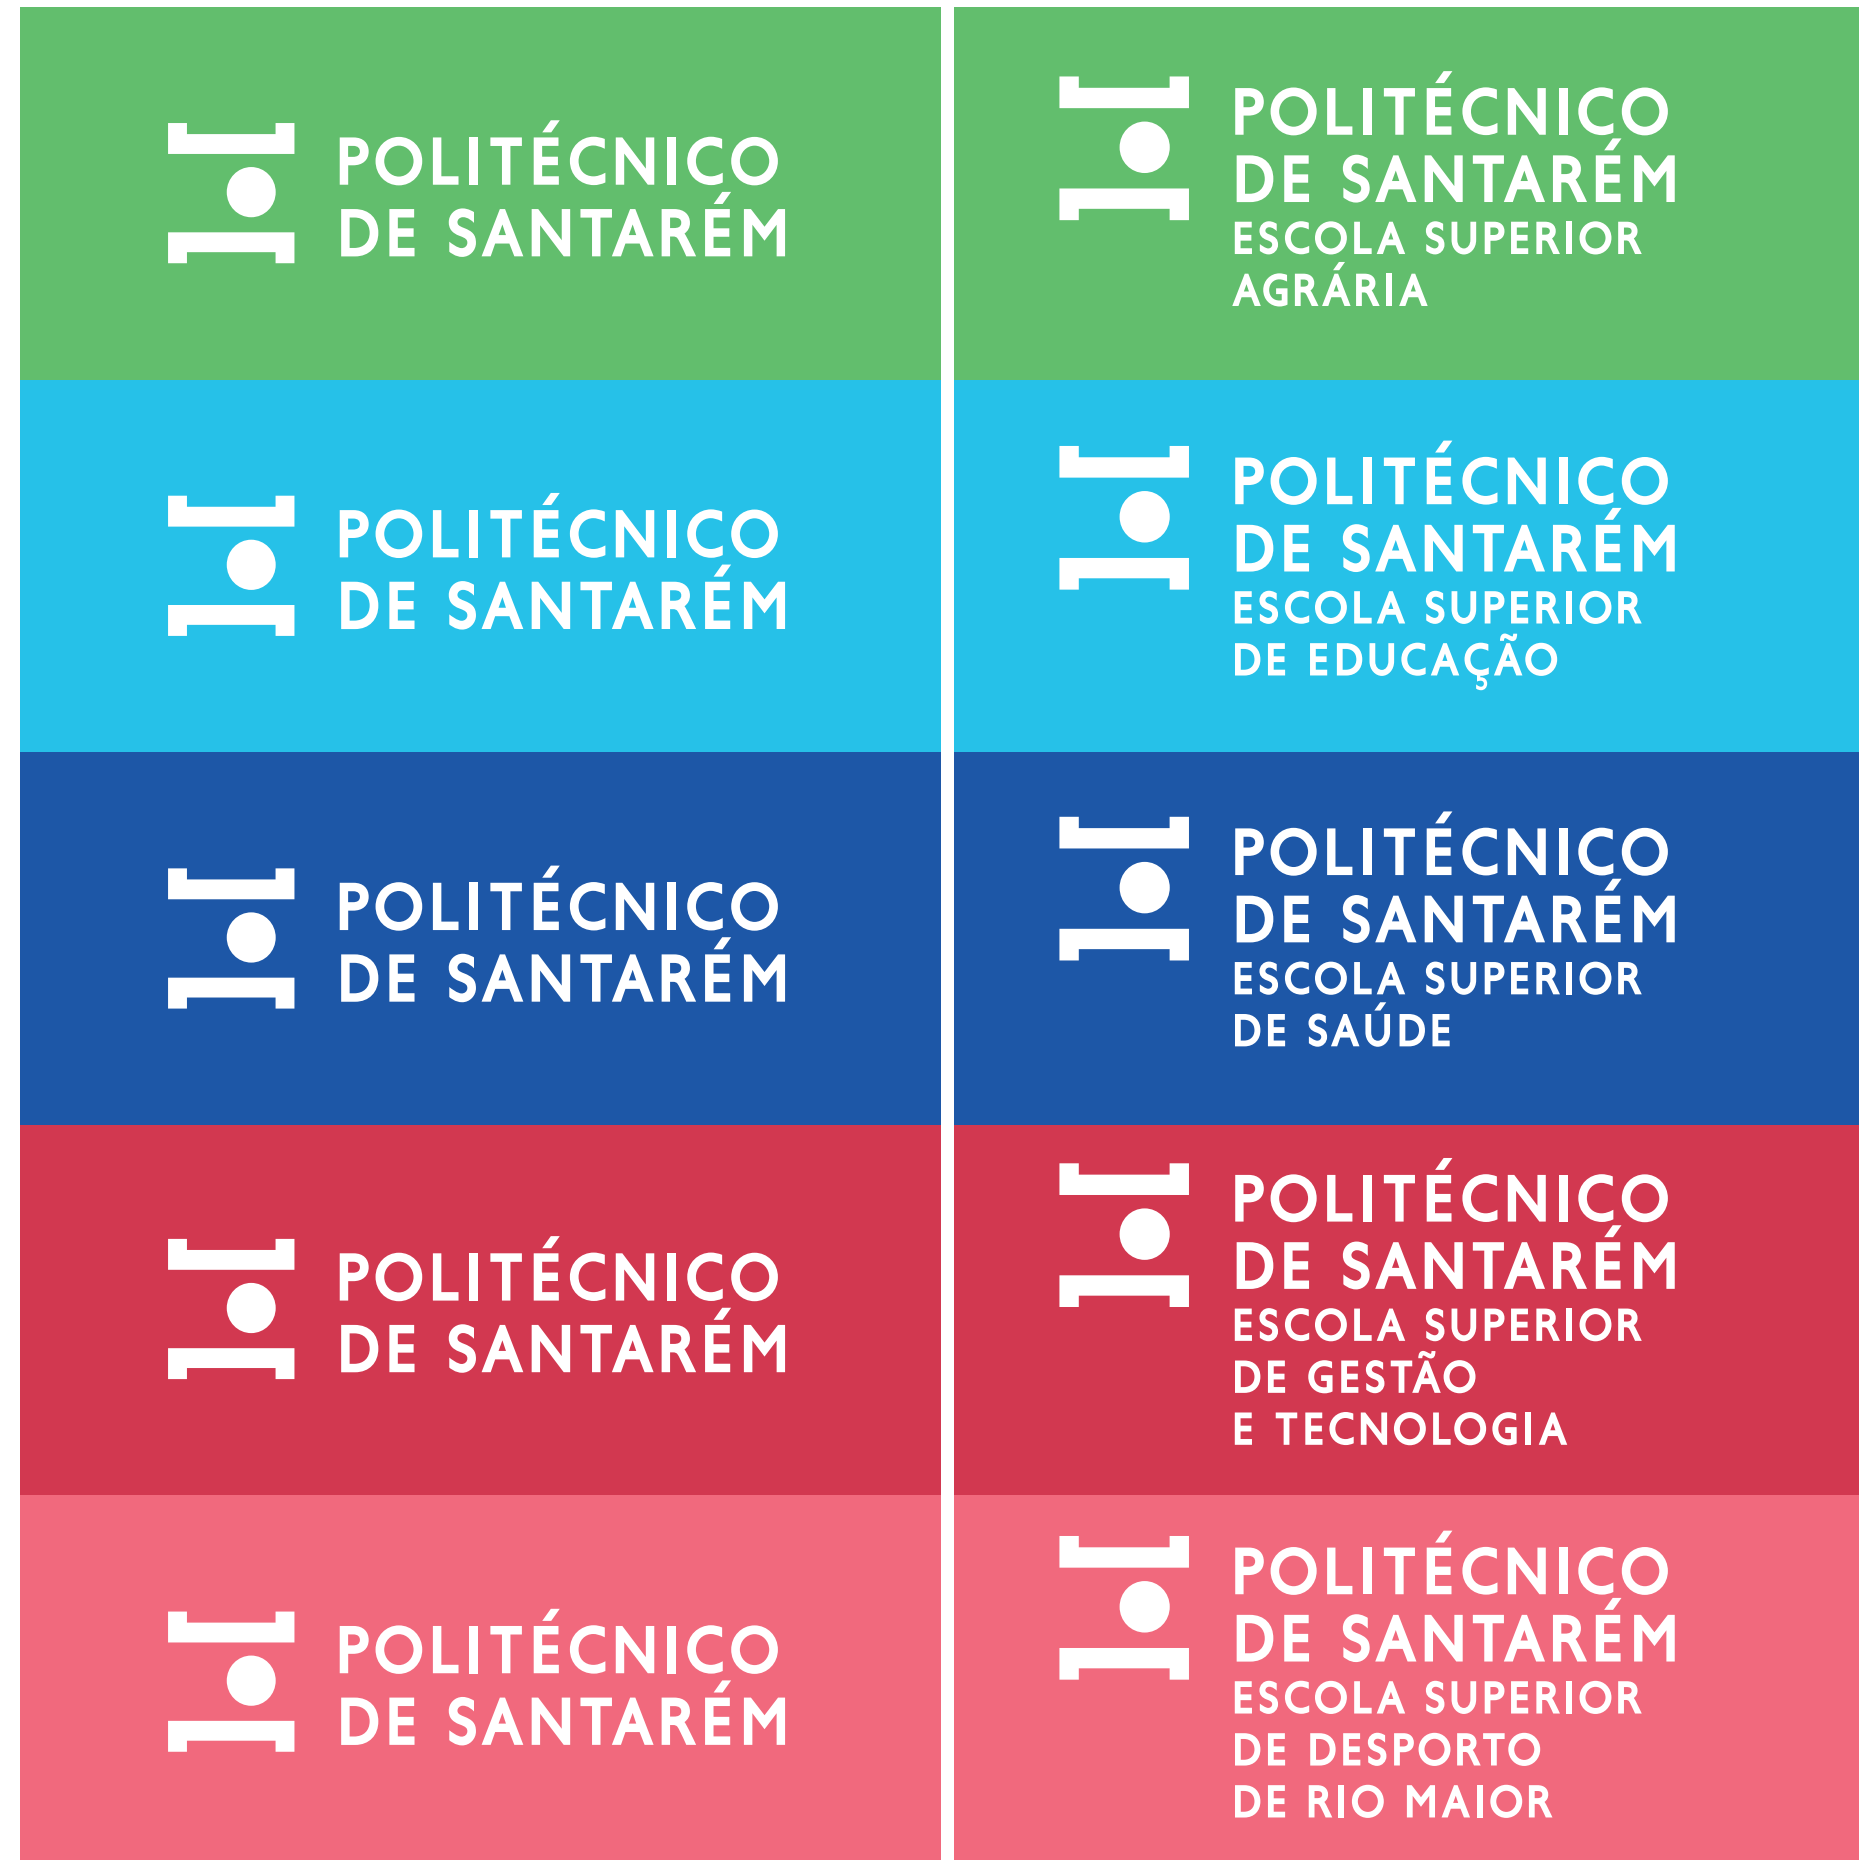 POLITÉCNICO
DE SANTARÉM
POLITÉCNICO
DE SANTARÉM
ESCOLA SUPERIOR
AGRÁRIA
POLITÉCNICO
DE SANTARÉM
POLITÉCNICO
DE SANTARÉM
ESCOLA SUPERIOR
DE EDUCAÇÃO
POLITÉCNICO
DE SANTARÉM
POLITÉCNICO
DE SANTARÉM
ESCOLA SUPERIOR
DE SAÚDE
POLITÉCNICO
DE SANTARÉM
POLITÉCNICO
DE SANTARÉM
ESCOLA SUPERIOR
DE GESTÃO
E TECNOLOGIA
POLITÉCNICO
DE SANTARÉM
POLITÉCNICO
DE SANTARÉM
ESCOLA SUPERIOR
DE DESPORTO
DE RIO MAIOR